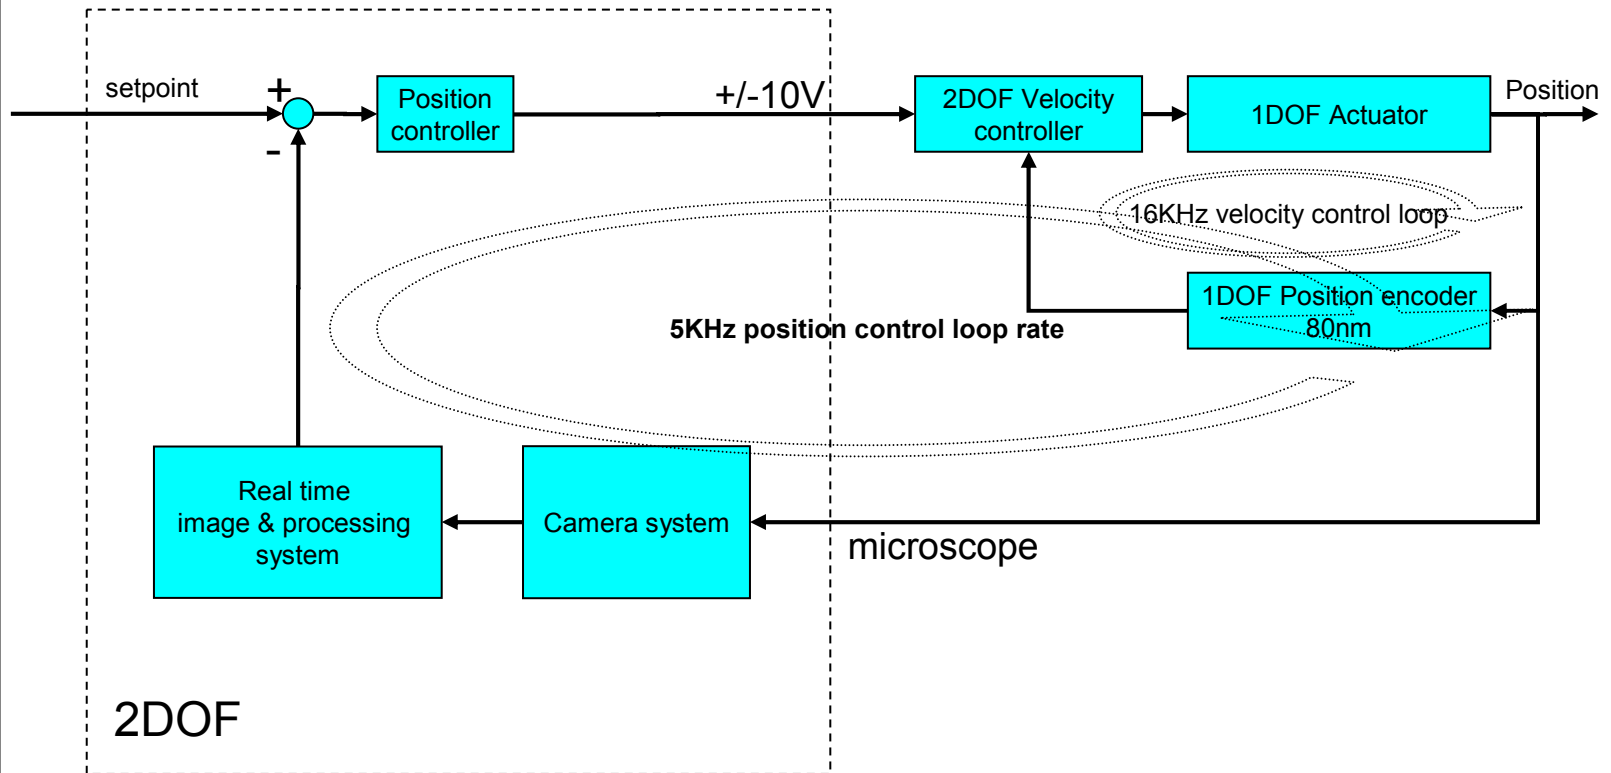 setpoint
+
-
Position
controller
+/-10V
2DOF Velocity
controller
1DOF Actuator
Position
16KHz velocity control loop
1DOF Position encoder
80nm
5KHz position control loop rate
Real time
image & processing
system
Camera system
microscope
2DOF